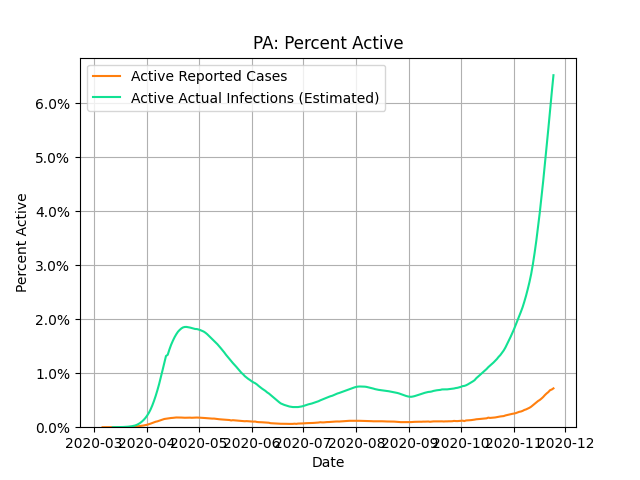 PA: Percent Active
Active Reported Cases
Active Actual Infections (Estimated)
Percent Active
6.0%
5.0%
4.0%
3.0%
2.0%
1.0%
0.0%
2020-03 2020-04 2020-05 2020-06 2020-07 2020-08 2020-09 2020-10 2020-11 2020-12
Date